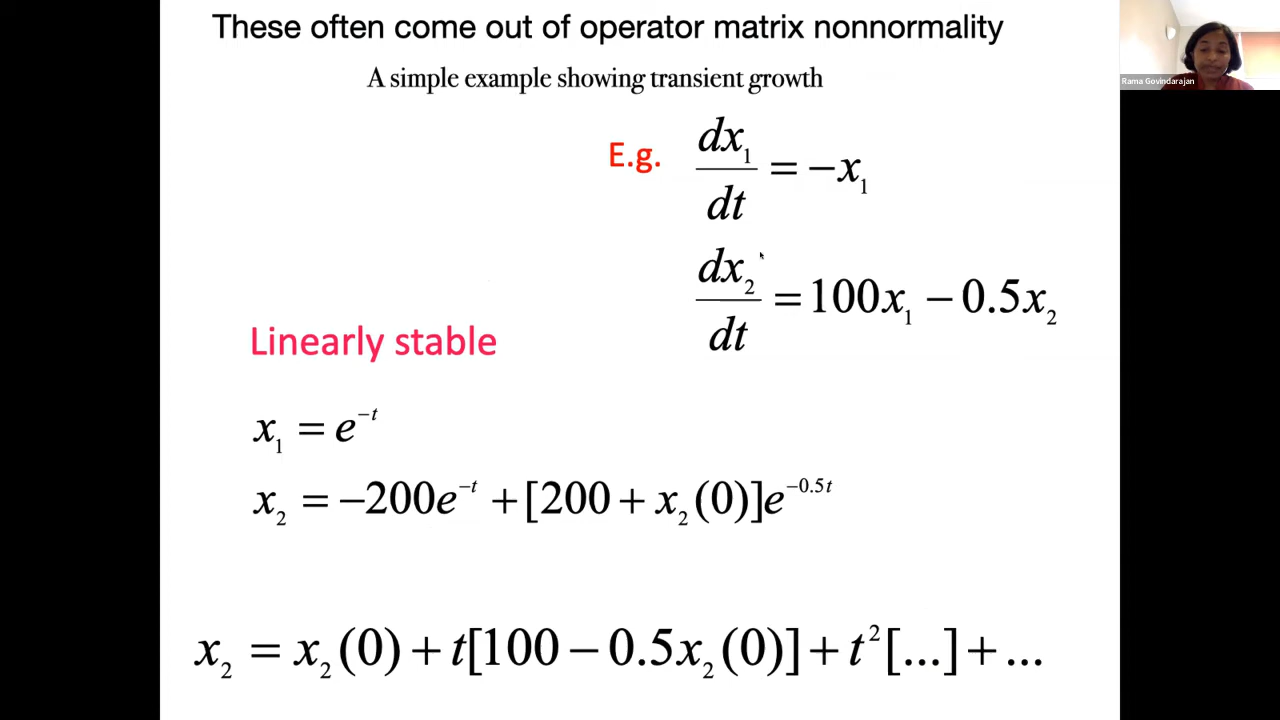 These often come out of operator matrix nonnormality
A simple example showing transient growth
Rama Govindarajan
E.g. dx₁/dt = −x₁
dx₂/dt = 100x₁ − 0.5x₂
Linearly stable
x₁ = e^{−t}
x₂ = −200e^{−t} + [200 + x₂(0)]e^{−0.5t}
x₂ = x₂(0) + t[100 − 0.5x₂(0)] + t²[...] + ...